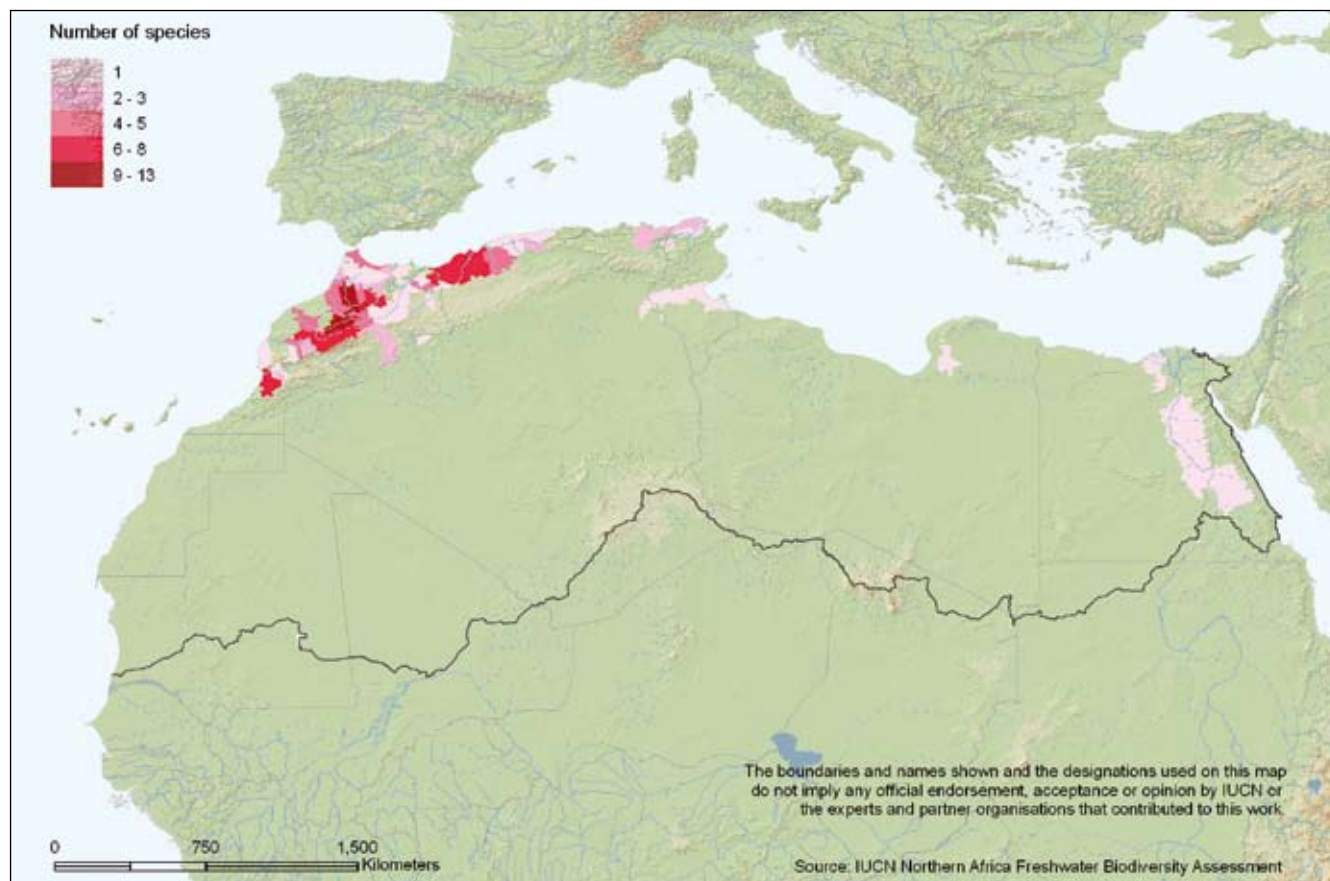 Number of species
1
2 - 3
4 - 5
6 - 8
9 - 13
The boundaries and names shown and the designations used on this map
do not imply any official endorsement, acceptance or opinion by IUCN or
the experts and partner organisations that contributed to this work.
0 750 1,500
Kilometers
Source: IUCN Northern Africa Freshwater Biodiversity Assessment